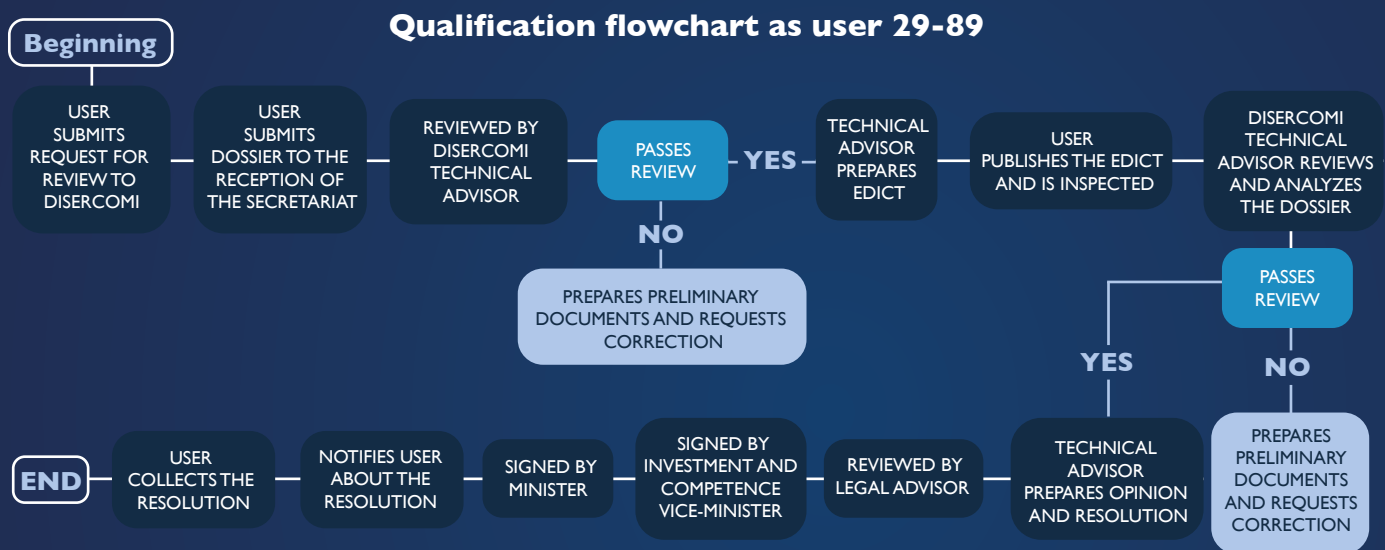 Qualification flowchart as user 29-89
Beginning
USER
SUBMITS
REQUEST FOR
REVIEW TO
DISERCOMI
USER
SUBMITS
DOSSIER TO THE
RECEPTION OF
THE SECRETARIAT
REVIEWED BY
DISERCOMI
TECHNICAL
ADVISOR
PASSES
REVIEW
YES
NO
PREPARES PRELIMINARY
DOCUMENTS AND REQUESTS
CORRECTION
TECHNICAL
ADVISOR
PREPARES
EDICT
USER
PUBLISHES THE EDICT
AND IS INSPECTED
DISERCOMI
TECHNICAL
ADVISOR REVIEWS
AND ANALYZES
THE DOSSIER
PASSES
REVIEW
YES
NO
PREPARES
PRELIMINARY
DOCUMENTS
AND REQUESTS
CORRECTION
TECHNICAL
ADVISOR
PREPARES OPINION
AND RESOLUTION
REVIEWED BY
LEGAL ADVISOR
SIGNED BY
INVESTMENT AND
COMPETENCE
VICE-MINISTER
SIGNED BY
MINISTER
NOTIFIES USER
ABOUT THE
RESOLUTION
USER
COLLECTS THE
RESOLUTION
END